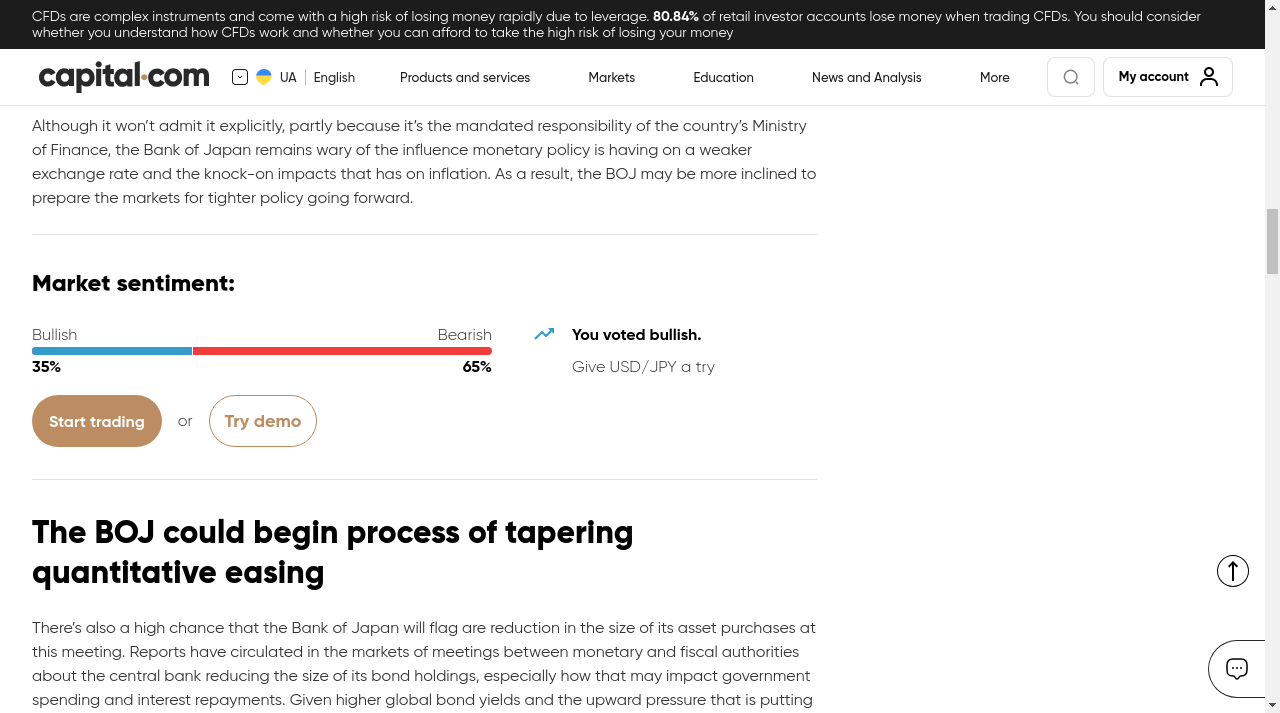 CFDs are complex instruments and come with a high risk of losing money rapidly due to leverage. 80.84% of retail investor accounts lose money when trading CFDs. You should consider
whether you understand how CFDs work and whether you can afford to take the high risk of losing your money
capital.com
UA
English
Products and services
Markets
Education
News and Analysis
More
My account
Although it won’t admit it explicitly, partly because it’s the mandated responsibility of the country’s Ministry
of Finance, the Bank of Japan remains wary of the influence monetary policy is having on a weaker
exchange rate and the knock-on impacts that has on inflation. As a result, the BOJ may be more inclined to
prepare the markets for tighter policy going forward.
Market sentiment:
Bullish
Bearish
You voted bullish.
35%
65%
Give USD/JPY a try
Start trading
or
Try demo
The BOJ could begin process of tapering
quantitative easing
There’s also a high chance that the Bank of Japan will flag are reduction in the size of its asset purchases at
this meeting. Reports have circulated in the markets of meetings between monetary and fiscal authorities
about the central bank reducing the size of its bond holdings, especially how that may impact government
spending and interest repayments. Given higher global bond yields and the upward pressure that is putting